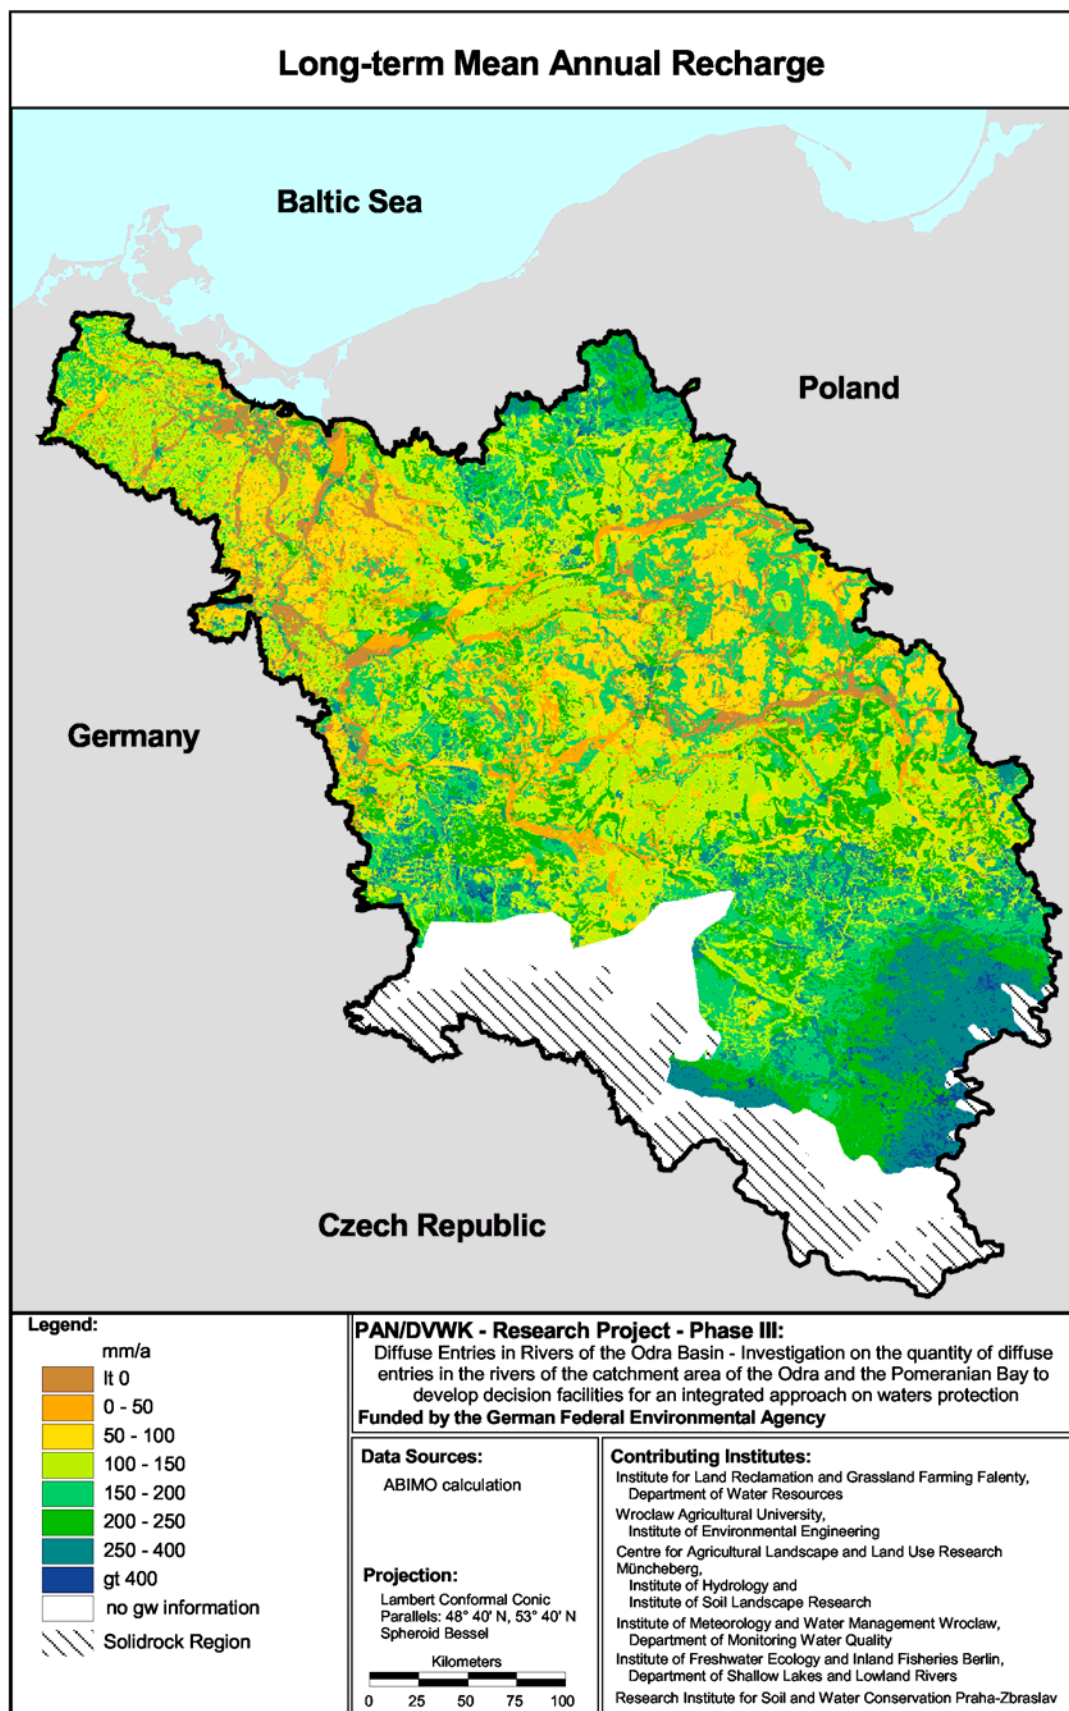 Long-term Mean Annual Recharge
Baltic Sea
Poland
Germany
Czech Republic
Legend:
mm/a
lt 0
0 - 50
50 - 100
100 - 150
150 - 200
200 - 250
250 - 400
gt 400
no gw information
Solidrock Region
PAN/DVWK - Research Project - Phase III:
Diffuse Entries in Rivers of the Odra Basin - Investigation on the quantity of diffuse
entries in the rivers of the catchment area of the Odra and the Pomeranian Bay to
develop decision facilities for an integrated approach on waters protection
Funded by the German Federal Environmental Agency
Data Sources:
ABIMO calculation
Projection:
Lambert Conformal Conic
Parallels: 48° 40' N, 53° 40' N
Spheroid Bessel
Kilometers
0 25 50 75 100
Contributing Institutes:
Institute for Land Reclamation and Grassland Farming Falenty,
Department of Water Resources
Wroclaw Agricultural University,
Institute of Environmental Engineering
Centre for Agricultural Landscape and Land Use Research
Müncheberg,
Institute of Hydrology and
Institute of Soil Landscape Research
Institute of Meteorology and Water Management Wroclaw,
Department of Monitoring Water Quality
Institute of Freshwater Ecology and Inland Fisheries Berlin,
Department of Shallow Lakes and Lowland Rivers
Research Institute for Soil and Water Conservation Praha-Zbraslav